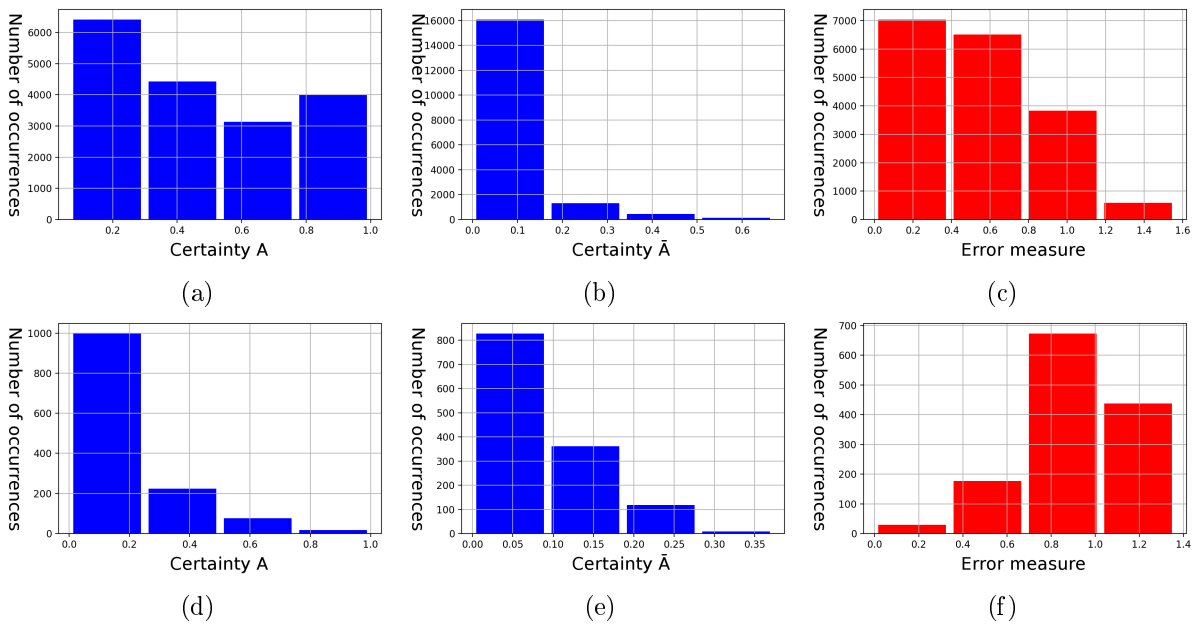 Number of occurrences
6000
5000
4000
3000
2000
1000
0
0.2 0.4 0.6 0.8 1.0
Certainty A
(a)
Number of occurrences
16000
14000
12000
10000
8000
6000
4000
2000
0
0.0 0.1 0.2 0.3 0.4 0.5 0.6
Certainty Ā
(b)
Number of occurrences
7000
6000
5000
4000
3000
2000
1000
0
0.0 0.2 0.4 0.6 0.8 1.0 1.2 1.4 1.6
Error measure
(c)
Number of occurrences
1000
800
600
400
200
0
0.0 0.2 0.4 0.6 0.8 1.0
Certainty A
(d)
Number of occurrences
800
700
600
500
400
300
200
100
0
0.00 0.05 0.10 0.15 0.20 0.25 0.30 0.35
Certainty Ā
(e)
Number of occurrences
700
600
500
400
300
200
100
0
0.0 0.2 0.4 0.6 0.8 1.0 1.2 1.4
Error measure
(f)